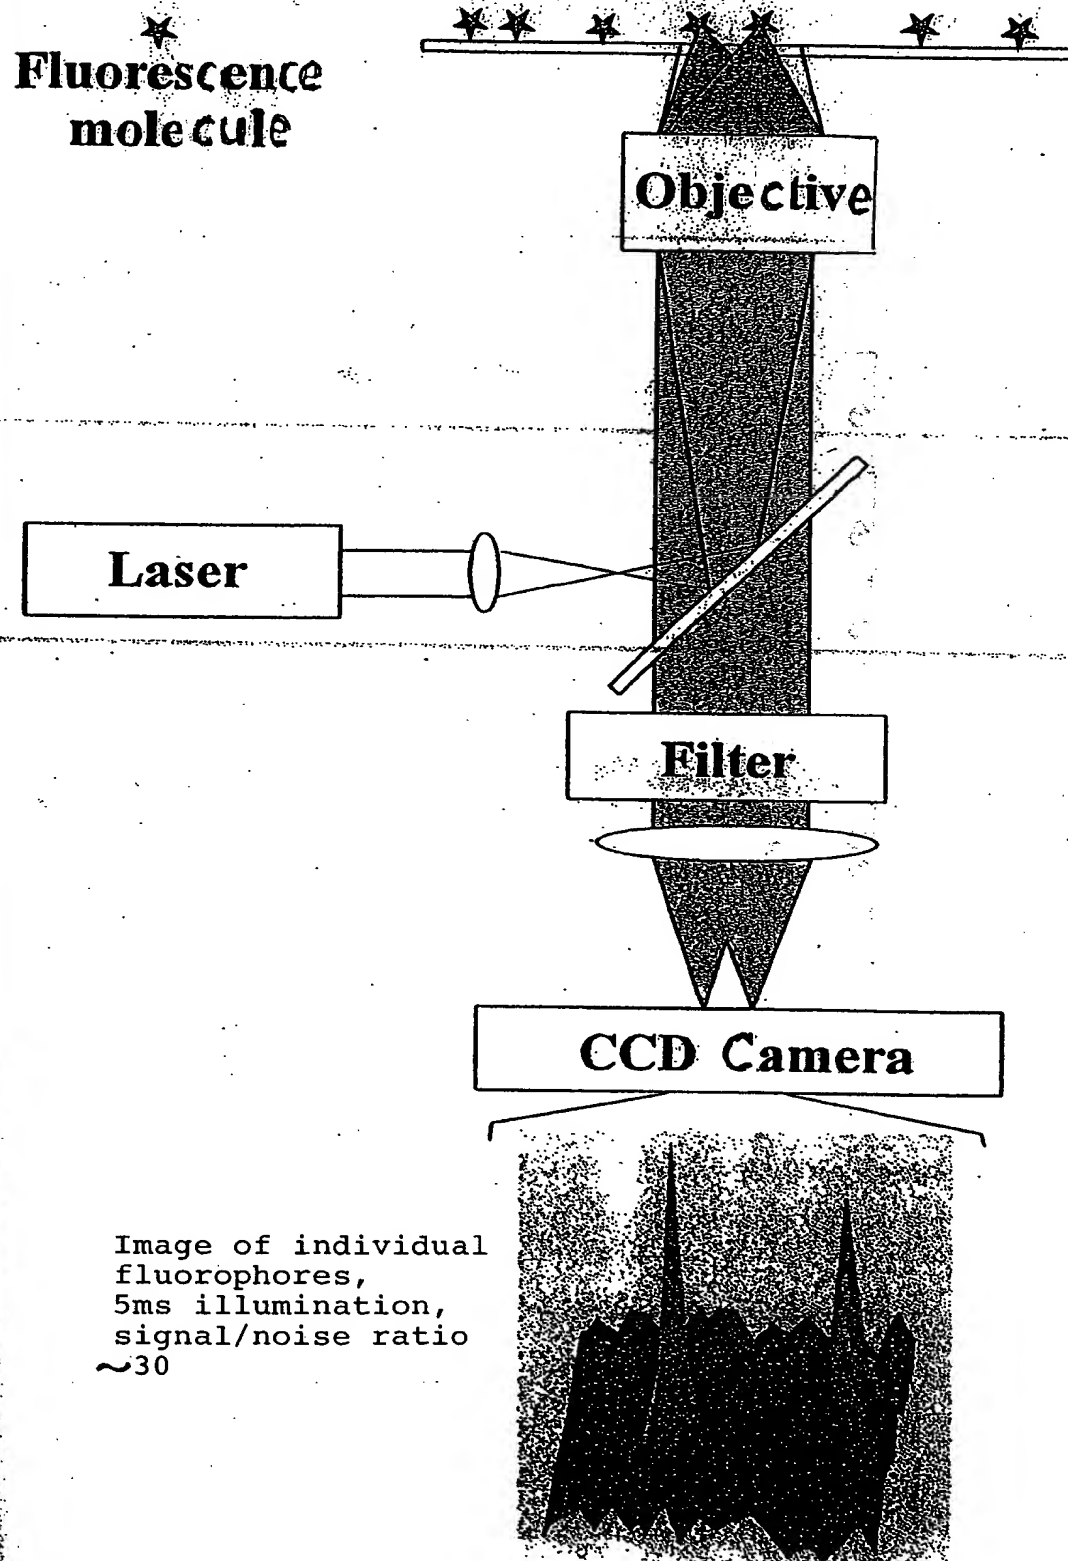 Fluorescence
molecule
Objective
Laser
Filter
CCD Camera
Image of individual
fluorophores,
5ms illumination,
signal/noise ratio
~30